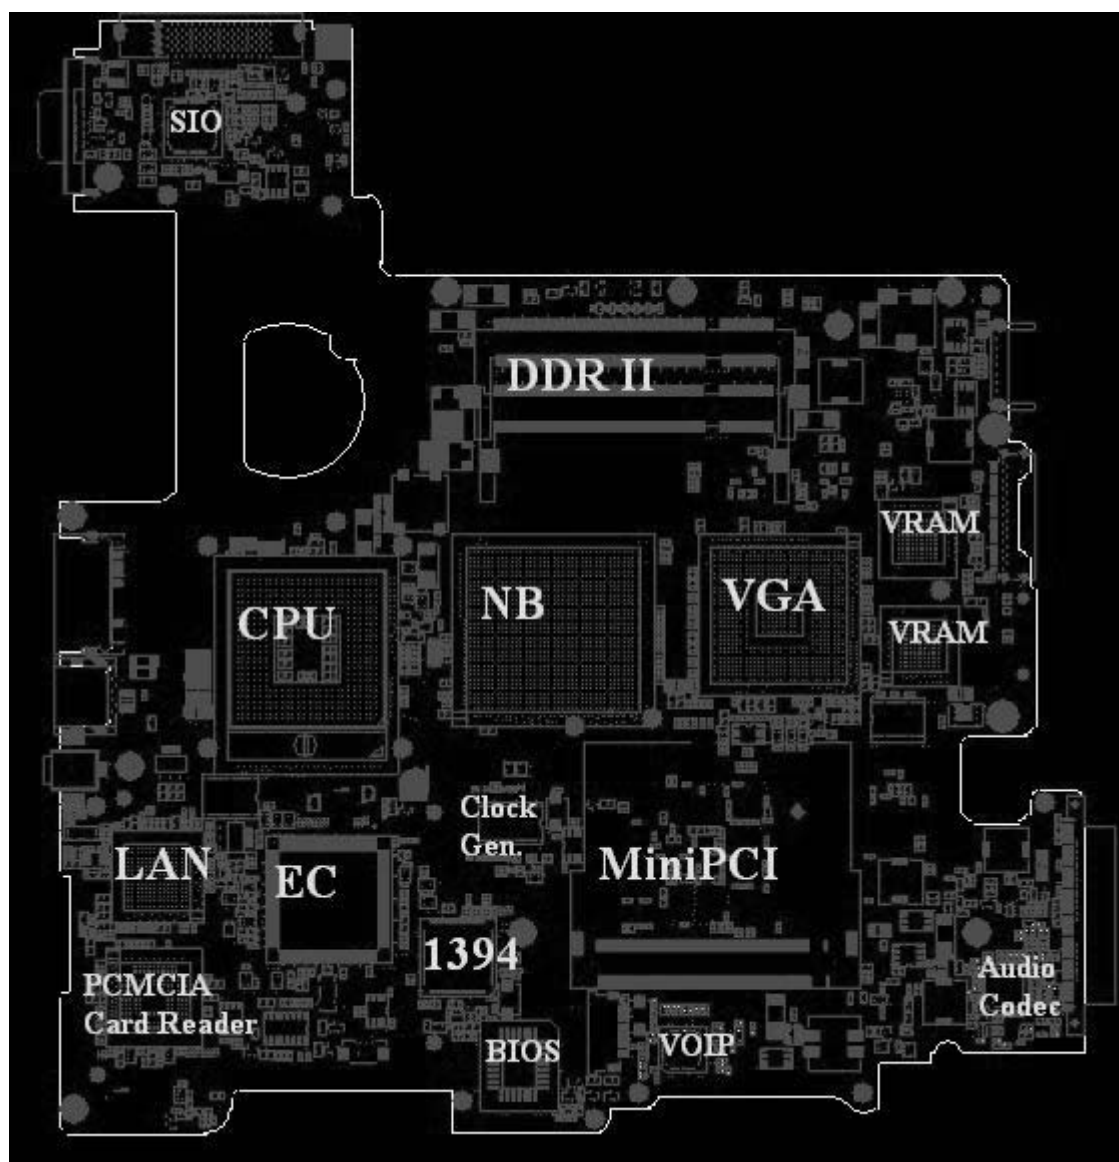 SIO
DDR II
VRAM
CPU
NB
VGA
VRAM
Clock
Gen.
LAN
EC
MiniPCI
1394
PCMCIA
Card Reader
Audio
Codec
BIOS
VOIP